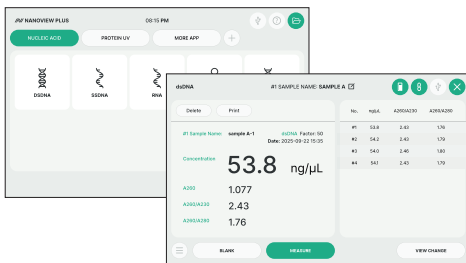 NANOVIEW PLUS 08:15 PM
NUCLEIC ACID PROTEIN UV MORE APP
DSDNA SSDNA RNA
dsDNA #1 SAMPLE NAME: SAMPLE A
Delete Print
#1 Sample Name: sample A-1 dsDNA Factor: 50
Date: 2025-09-22 15:35
Concentration 53.8 ng/μL
A260 1.077
A260/A230 2.43
A260/A280 1.76
No. ng/μL A260/A230 A260/A280
#1 53.8 2.43 1.76
#2 54.2 2.43 1.79
#3 54.0 2.46 1.80
#4 54.1 2.43 1.79
BLANK MEASURE VIEW CHANGE